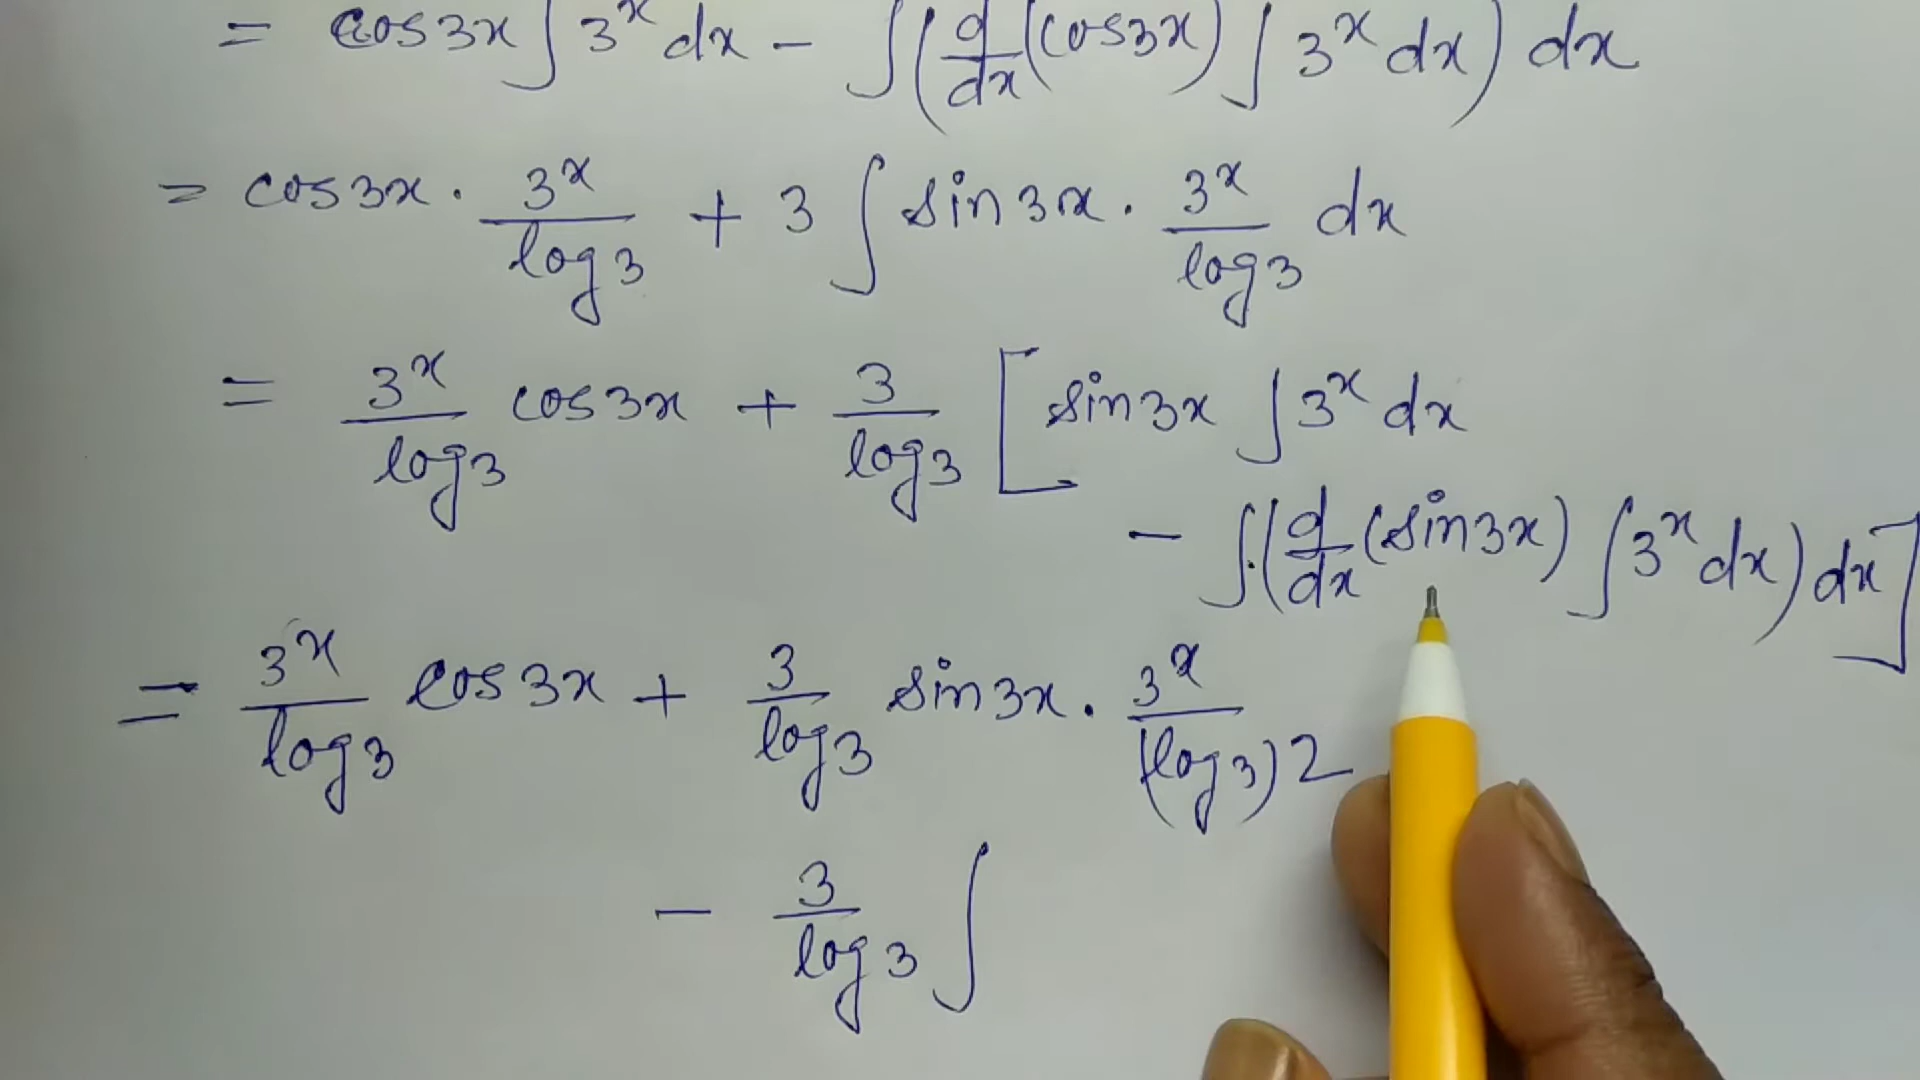 = cos3x ∫ 3^x dx - ∫ ( d/dx (cos3x) ∫ 3^x dx ) dx
= cos3x . 3^x/log3 + 3 ∫ sin3x . 3^x/log3 dx
= 3^x/log3 cos3x + 3/log3 [ sin3x ∫ 3^x dx
- ∫ ( d/dx (sin3x) ∫ 3^x dx ) dx ]
= 3^x/log3 cos3x + 3/log3 sin3x . 3^x/(log3)2
- 3/log3 ∫